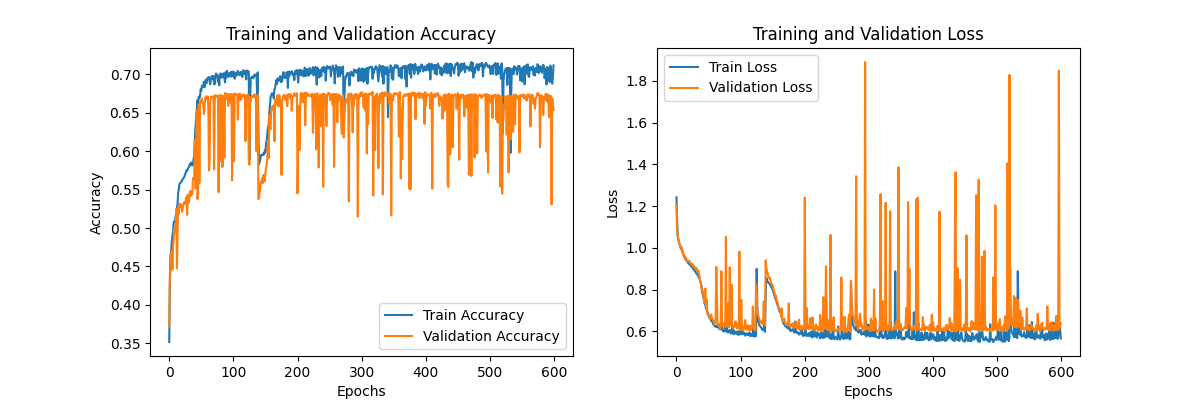 Training and Validation Accuracy
Accuracy
0.70
0.65
0.60
0.55
0.50
0.45
0.40
0.35
Train Accuracy
Validation Accuracy
0 100 200 300 400 500 600
Epochs
Training and Validation Loss
Loss
Train Loss
Validation Loss
1.8
1.6
1.4
1.2
1.0
0.8
0.6
0 100 200 300 400 500 600
Epochs